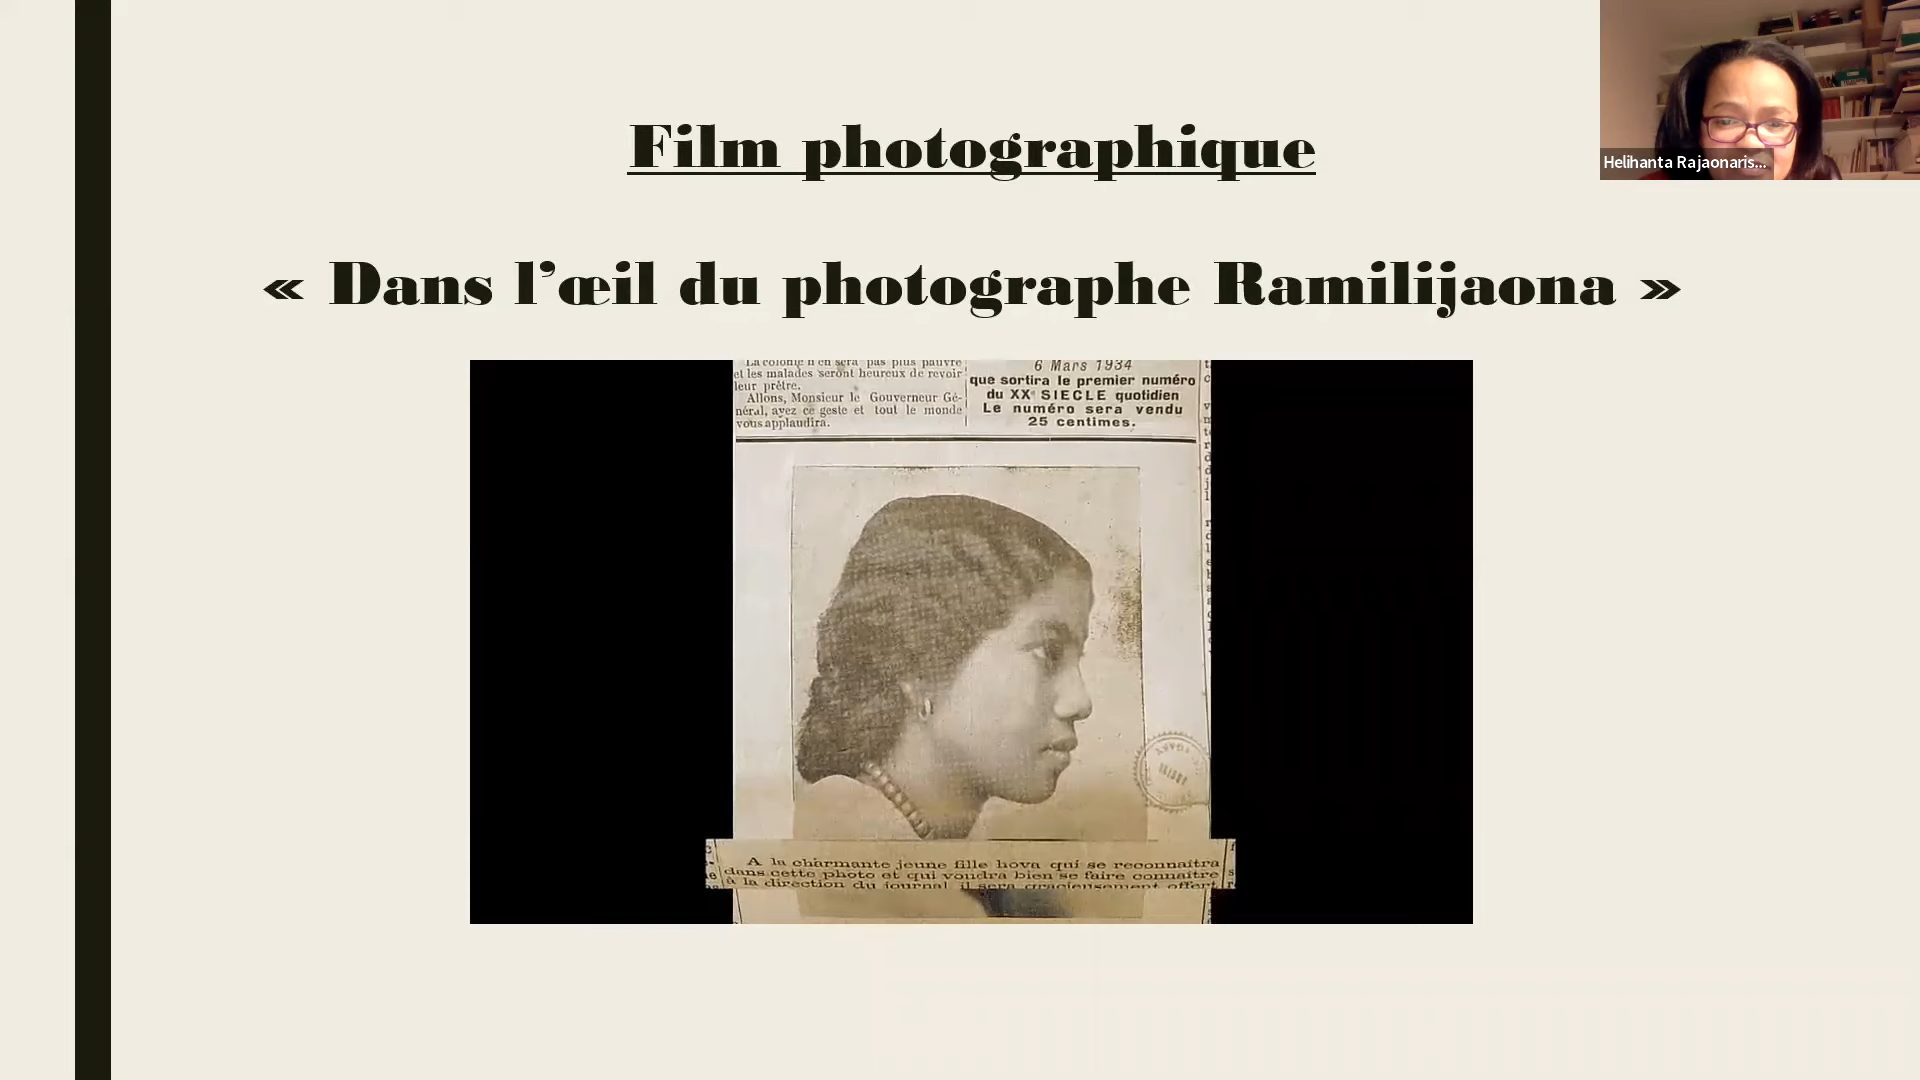 Film photographique
« Dans l’œil du photographe Ramilijaona »
Helihanta Rajaonaris...
La colonie n'en sera pas plus pauvre
et les malades seront heureux de revoir
leur prêtre.
Allons, Monsieur le Gouverneur Gé-
néral, ayez ce geste et tout le monde
vous applaudira.
6 Mars 1934
que sortira le premier numéro
du XXe SIECLE quotidien
Le numéro sera vendu
25 centimes.
A la charmante jeune fille hova qui se reconnaitra
dans cette photo et qui voudra bien se faire connaitre
à la direction du journal il sera gracieusement offert